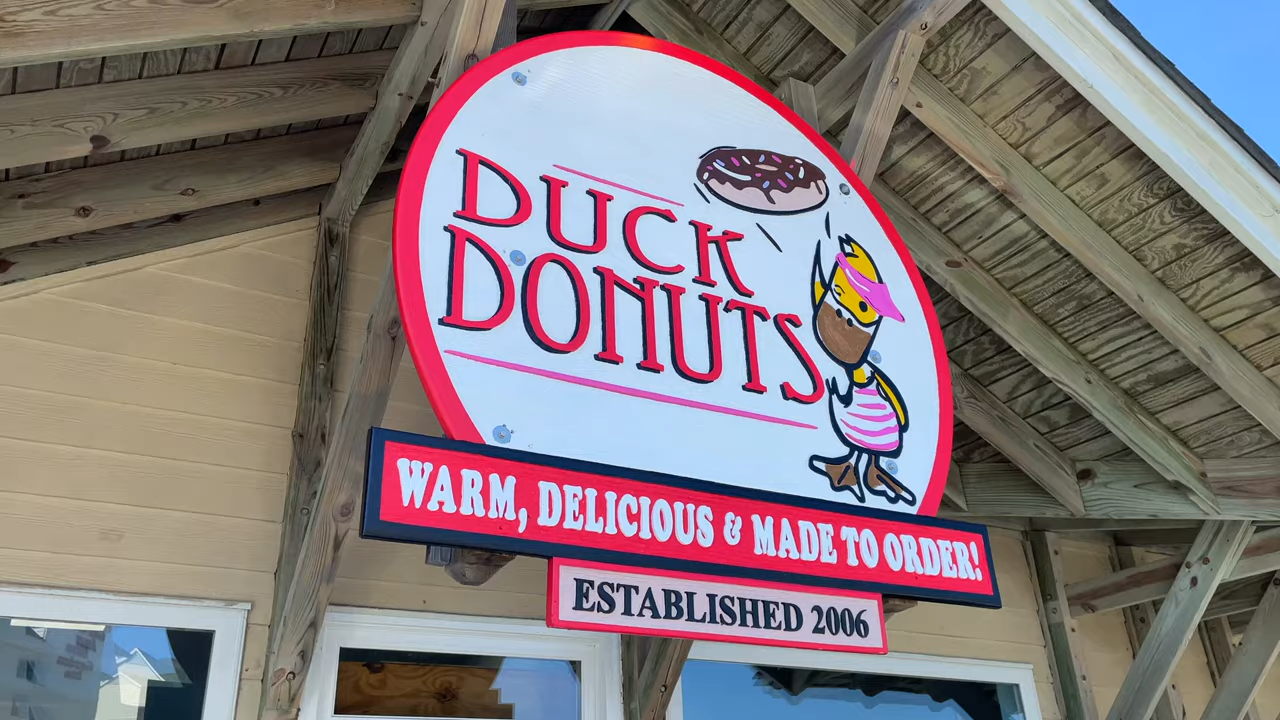 DUCK
DONUTS
WARM, DELICIOUS & MADE TO ORDER!
ESTABLISHED 2006